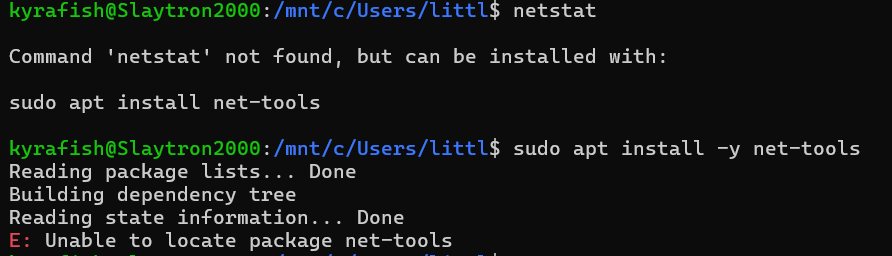 kyrafish@Slaytron2000:/mnt/c/Users/littl$ netstat
Command 'netstat' not found, but can be installed with:
sudo apt install net-tools
kyrafish@Slaytron2000:/mnt/c/Users/littl$ sudo apt install -y net-tools
Reading package lists... Done
Building dependency tree
Reading state information... Done
E: Unable to locate package net-tools